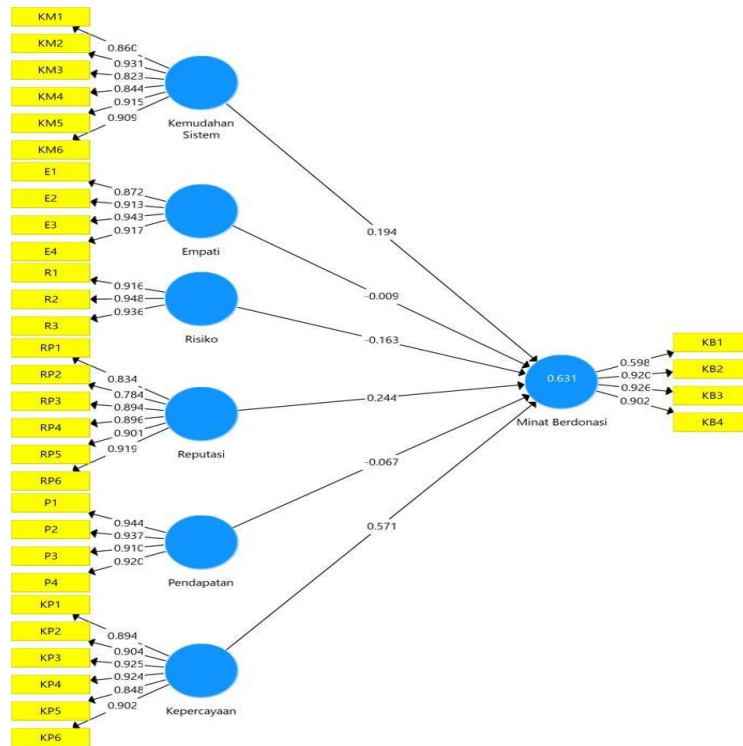 KM1
KM2
KM3
KM4
KM5
KM6
0.860
0.931
0.823
0.844
0.915
0.909
Kemudahan
Sistem
E1
E2
E3
E4
0.872
0.913
0.943
0.917
Empati
R1
R2
R3
0.916
0.948
0.936
Risiko
RP1
RP2
RP3
RP4
RP5
RP6
0.834
0.784
0.894
0.896
0.901
0.919
Reputasi
P1
P2
P3
P4
0.944
0.937
0.910
0.920
Pendapatan
KP1
KP2
KP3
KP4
KP5
KP6
0.894
0.904
0.925
0.924
0.848
0.902
Kepercayaan
0.194
-0.009
-0.163
0.244
-0.067
0.571
0.631
Minat Berdonasi
0.598
0.920
0.926
0.902
KB1
KB2
KB3
KB4